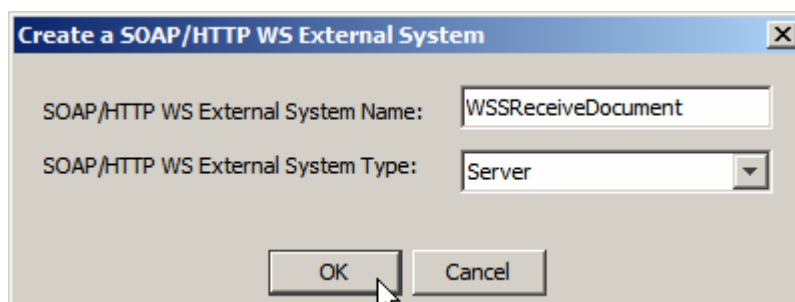 Create a SOAP/HTTP WS External System
SOAP/HTTP WS External System Name: WSSReceiveDocument
SOAP/HTTP WS External System Type: Server
OK Cancel